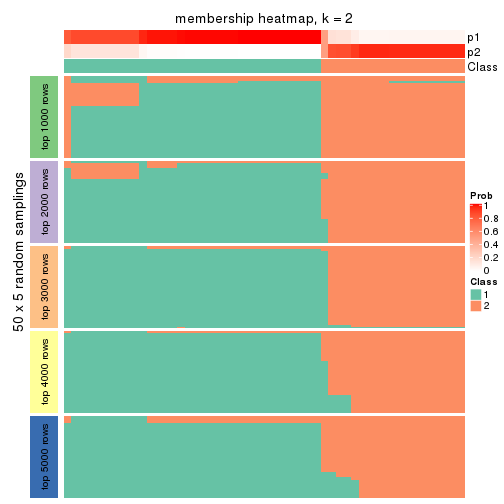 membership heatmap, k = 2
p1
p2
Class
50 x 5 random samplings
top 1000 rows
top 2000 rows
top 3000 rows
top 4000 rows
top 5000 rows
Prob
1
0.8
0.6
0.4
0.2
0
Class
1
2